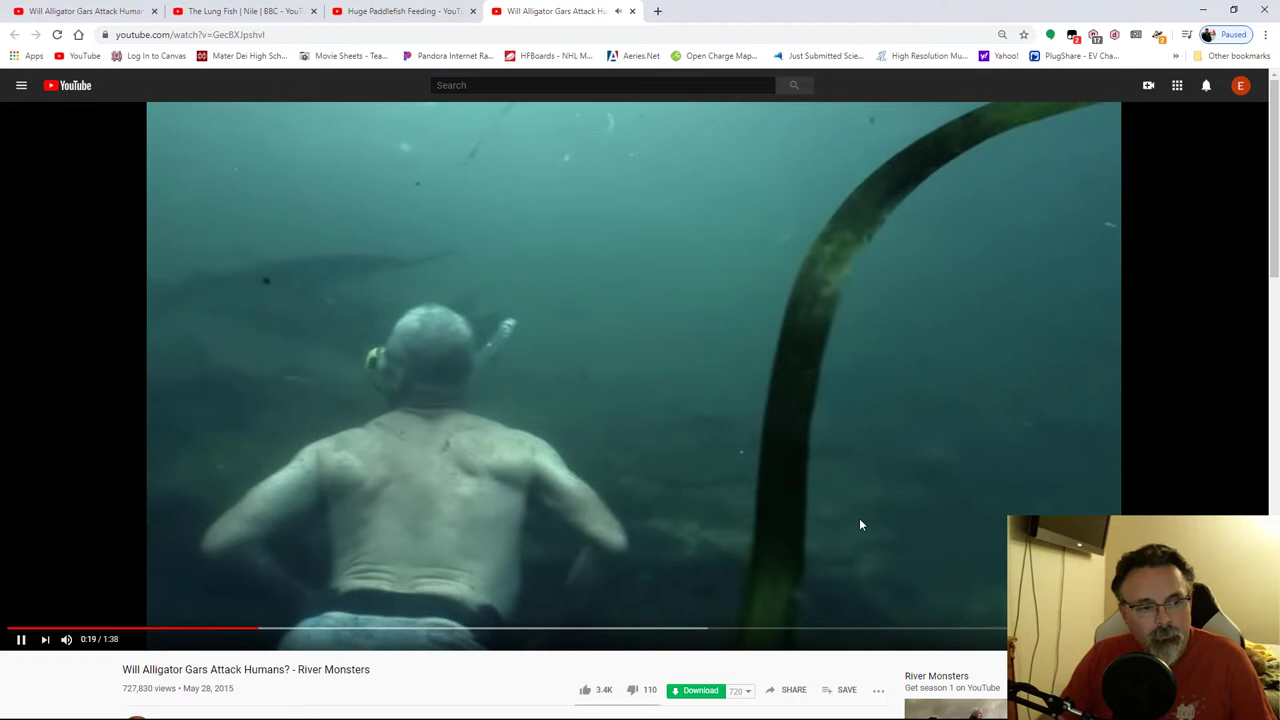 Will Alligator Gars Attack Human
The Lung Fish | Nile | BBC - YouT
Huge Paddlefish Feeding - YouTu
Will Alligator Gars Attack Hu
youtube.com/watch?v=GecBXJpshvI
Paused
Apps
YouTube
Log In to Canvas
Mater Dei High Sch...
Movie Sheets - Tea...
Pandora Internet Ra...
HFBoards - NHL M...
Aeries.Net
Open Charge Map...
Just Submitted Scie...
High Resolution Mu...
Yahoo!
PlugShare - EV Cha...
»
Other bookmarks
YouTube
Search
E
0:19 / 1:38
Will Alligator Gars Attack Humans? - River Monsters
727,830 views • May 28, 2015
3.4K
110
Download
720
SHARE
SAVE
River Monsters
Get season 1 on YouTube